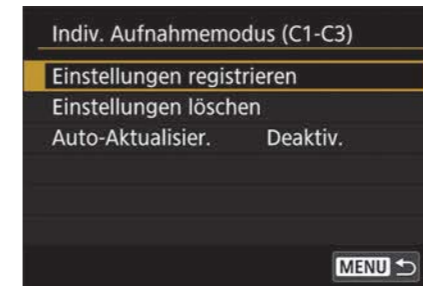 Indiv. Aufnahmemodus (C1-C3)
Einstellungen registrieren
Einstellungen löschen
Auto-Aktualisier. Deaktiv.
MENU